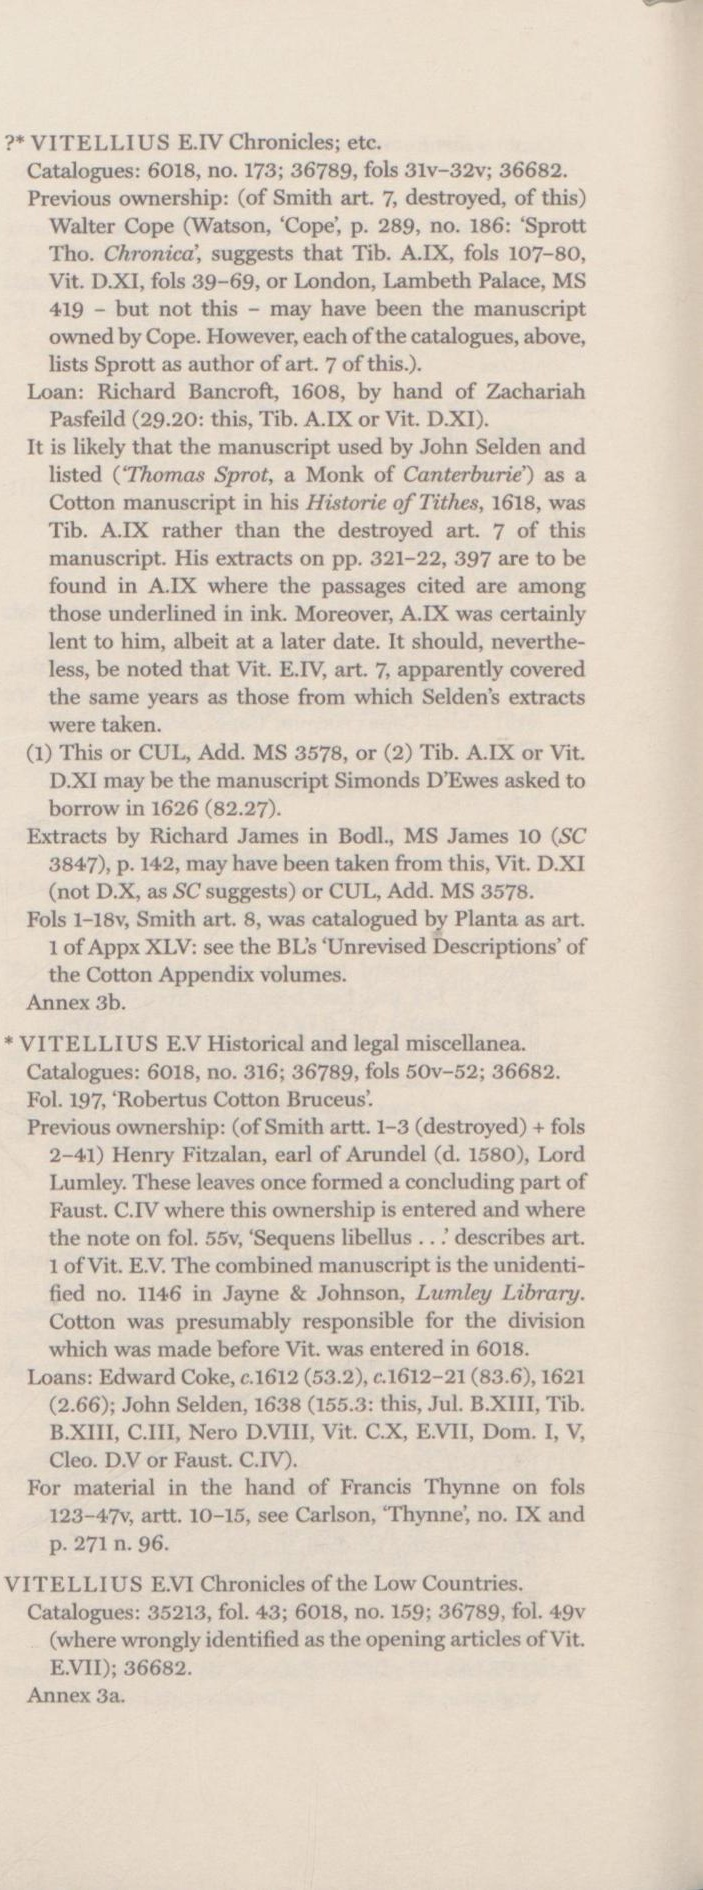 ?* VITELLIUS E.IV Chronicles; etc.
Catalogues: 6018, no. 173; 36789, fols 31v–32v; 36682.
Previous ownership: (of Smith art. 7, destroyed, of this)
Walter Cope (Watson, ‘Cope’, p. 289, no. 186: ‘Sprott
Tho. Chronica’, suggests that Tib. A.IX, fols 107–80,
Vit. D.XI, fols 39–69, or London, Lambeth Palace, MS
419 – but not this – may have been the manuscript
owned by Cope. However, each of the catalogues, above,
lists Sprott as author of art. 7 of this.).
Loan: Richard Bancroft, 1608, by hand of Zachariah
Pasfeild (29.20: this, Tib. A.IX or Vit. D.XI).
It is likely that the manuscript used by John Selden and
listed (‘Thomas Sprot, a Monk of Canterburie’) as a
Cotton manuscript in his Historie of Tithes, 1618, was
Tib. A.IX rather than the destroyed art. 7 of this
manuscript. His extracts on pp. 321–22, 397 are to be
found in A.IX where the passages cited are among
those underlined in ink. Moreover, A.IX was certainly
lent to him, albeit at a later date. It should, neverthe-
less, be noted that Vit. E.IV, art. 7, apparently covered
the same years as those from which Selden’s extracts
were taken.
(1) This or CUL, Add. MS 3578, or (2) Tib. A.IX or Vit.
D.XI may be the manuscript Simonds D’Ewes asked to
borrow in 1626 (82.27).
Extracts by Richard James in Bodl., MS James 10 (SC
3847), p. 142, may have been taken from this, Vit. D.XI
(not D.X, as SC suggests) or CUL, Add. MS 3578.
Fols 1–18v, Smith art. 8, was catalogued by Planta as art.
1 of Appx XLV: see the BL’s ‘Unrevised Descriptions’ of
the Cotton Appendix volumes.
Annex 3b.
* VITELLIUS E.V Historical and legal miscellanea.
Catalogues: 6018, no. 316; 36789, fols 50v–52; 36682.
Fol. 197, ‘Robertus Cotton Bruceus’.
Previous ownership: (of Smith artt. 1–3 (destroyed) + fols
2–41) Henry Fitzalan, earl of Arundel (d. 1580), Lord
Lumley. These leaves once formed a concluding part of
Faust. C.IV where this ownership is entered and where
the note on fol. 55v, ‘Sequens libellus . . .’ describes art.
1 of Vit. E.V. The combined manuscript is the unidenti-
fied no. 1146 in Jayne & Johnson, Lumley Library.
Cotton was presumably responsible for the division
which was made before Vit. was entered in 6018.
Loans: Edward Coke, c.1612 (53.2), c.1612–21 (83.6), 1621
(2.66); John Selden, 1638 (155.3: this, Jul. B.XIII, Tib.
B.XIII, C.III, Nero D.VIII, Vit. C.X, E.VII, Dom. I, V,
Cleo. D.V or Faust. C.IV).
For material in the hand of Francis Thynne on fols
123–47v, artt. 10–15, see Carlson, ‘Thynne’, no. IX and
p. 271 n. 96.
VITELLIUS E.VI Chronicles of the Low Countries.
Catalogues: 35213, fol. 43; 6018, no. 159; 36789, fol. 49v
(where wrongly identified as the opening articles of Vit.
E.VII); 36682.
Annex 3a.